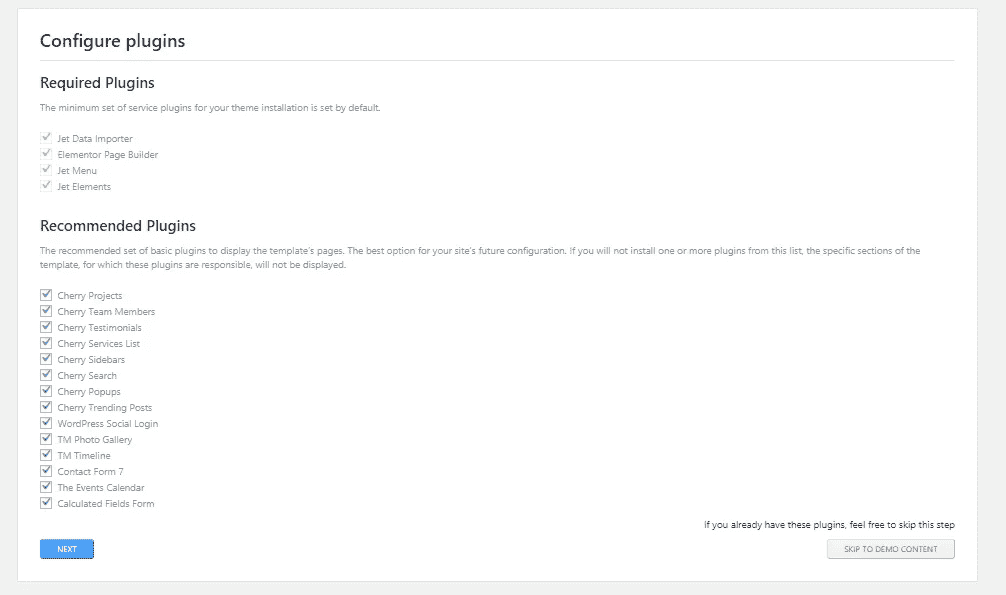 Configure plugins
Required Plugins
The minimum set of service plugins for your theme installation is set by default.
Jet Data Importer
Elementor Page Builder
Jet Menu
Jet Elements
Recommended Plugins
The recommended set of basic plugins to display the template's pages. The best option for your site's future configuration. If you will not install one or more plugins from this list, the specific sections of the
template, for which these plugins are responsible, will not be displayed.
Cherry Projects
Cherry Team Members
Cherry Testimonials
Cherry Services List
Cherry Sidebars
Cherry Search
Cherry Popups
Cherry Trending Posts
WordPress Social Login
TM Photo Gallery
TM Timeline
Contact Form 7
The Events Calendar
Calculated Fields Form
If you already have these plugins, feel free to skip this step
NEXT
SKIP TO DEMO CONTENT